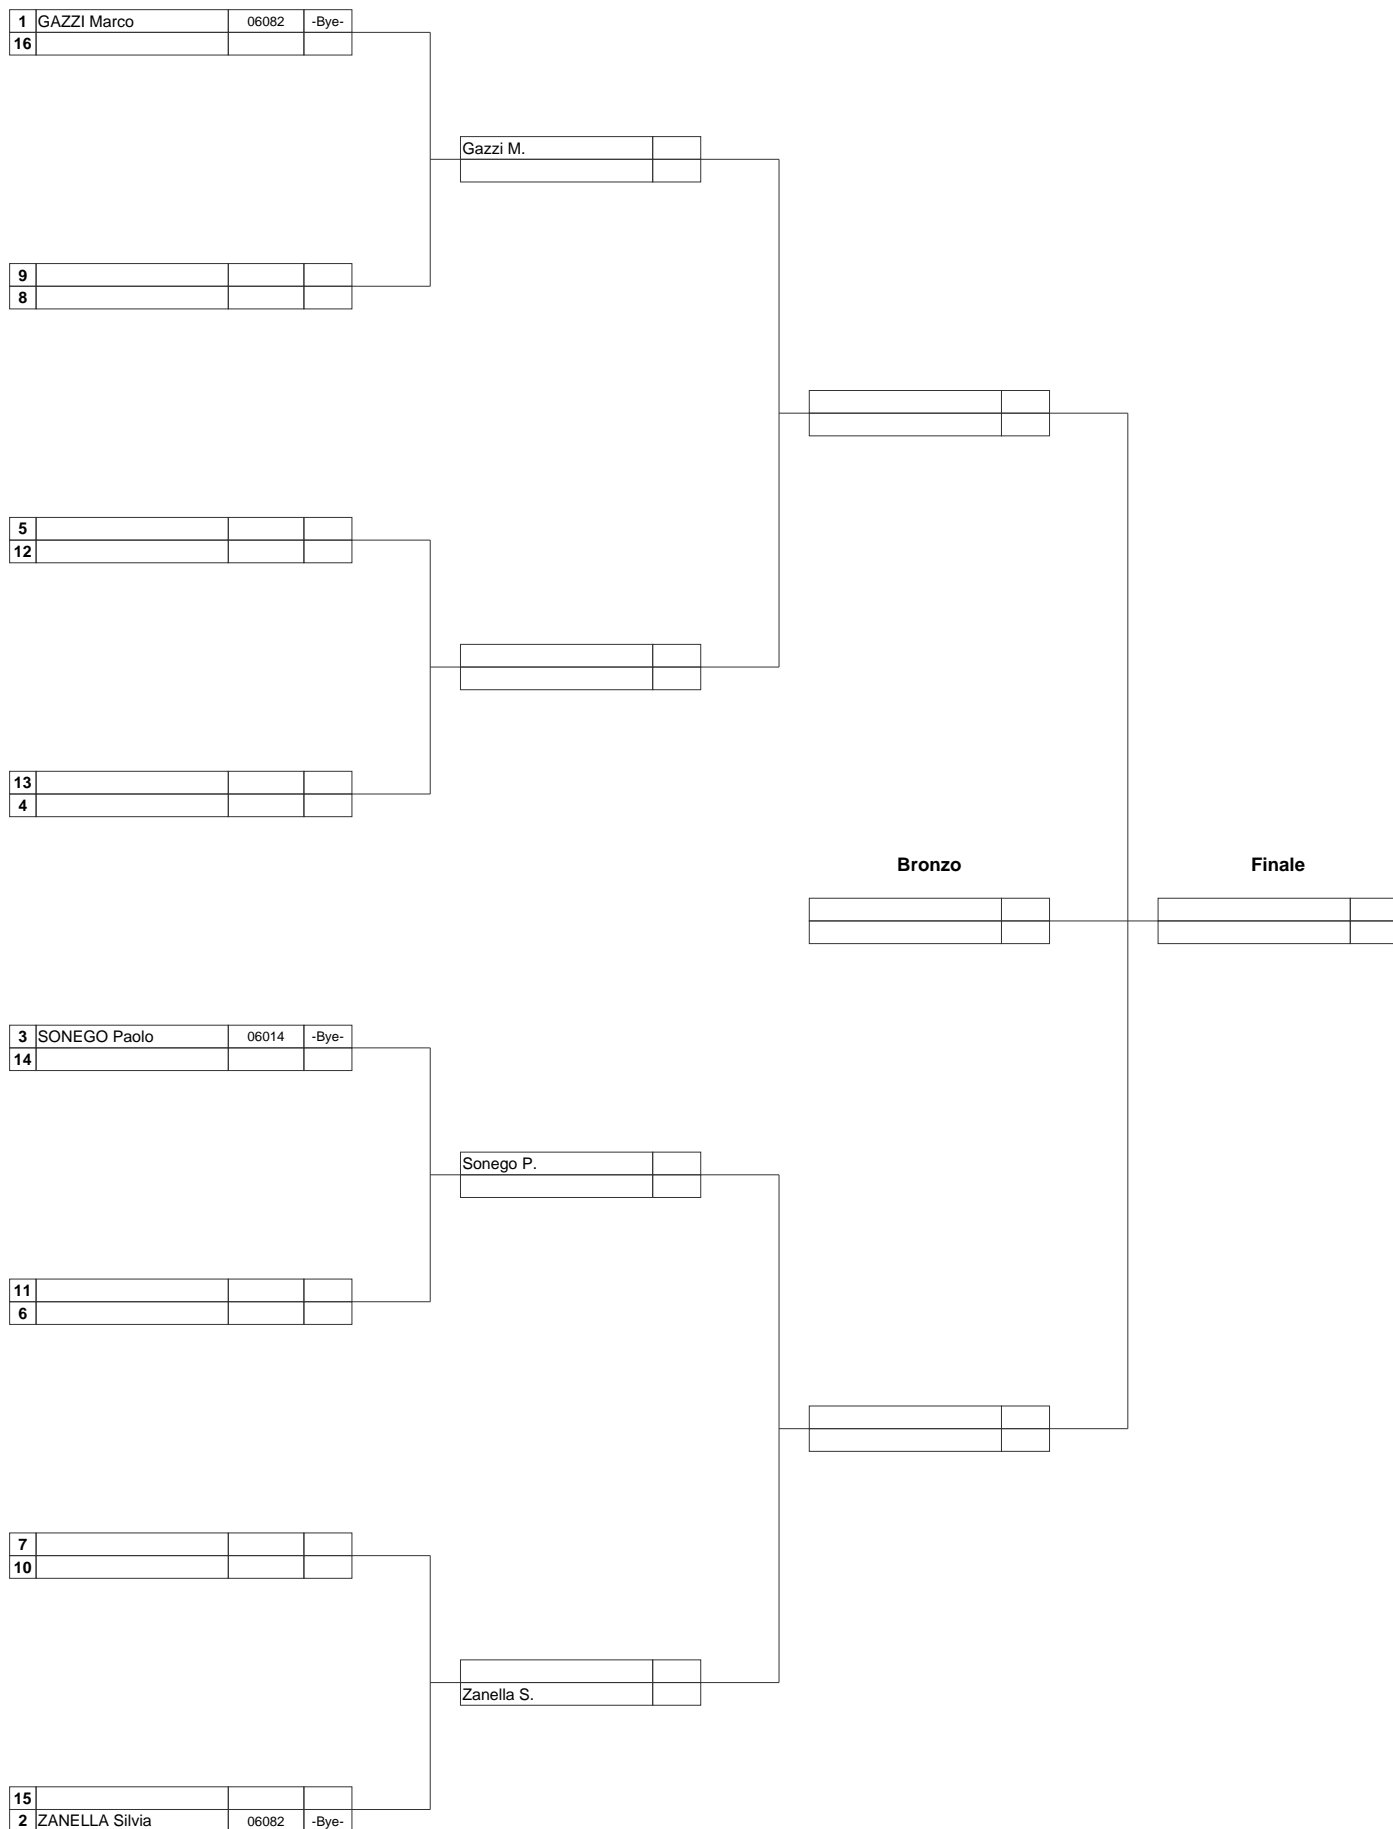 1 GAZZI Marco 06082 -Bye-
16
Gazzi M.
9
8
5
12
13
4
Bronzo Finale
3 SONEGO Paolo 06014 -Bye-
14
Sonego P.
11
6
7
10
Zanella S.
15
2 ZANELLA Silvia 06082 -Bye-